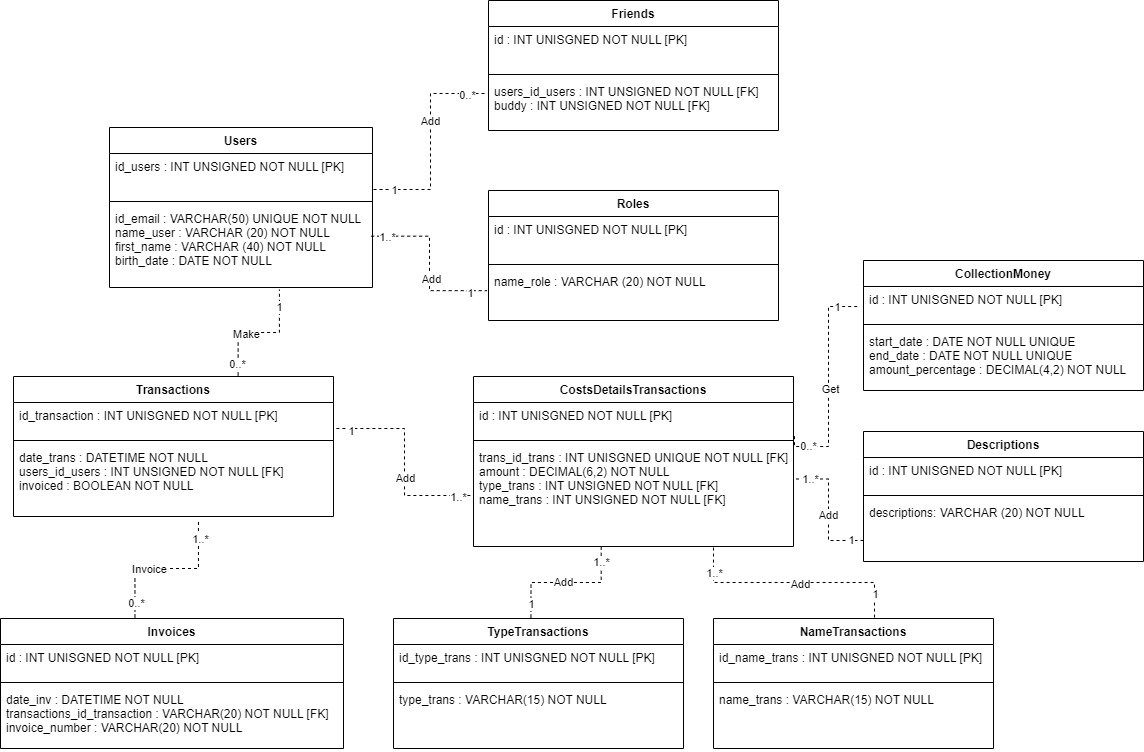 Friends
id : INT UNISGNED NOT NULL [PK]
users_id_users : INT UNSIGNED NOT NULL [FK]
buddy : INT UNSIGNED NOT NULL [FK]
0..*
Add
1
Users
id_users : INT UNSIGNED NOT NULL [PK]
id_email : VARCHAR(50) UNIQUE NOT NULL
name_user : VARCHAR (20) NOT NULL
first_name : VARCHAR (40) NOT NULL
birth_date : DATE NOT NULL
1..*
Add
1
Roles
id : INT UNISGNED NOT NULL [PK]
name_role : VARCHAR (20) NOT NULL
CollectionMoney
id : INT UNISGNED NOT NULL [PK]
start_date : DATE NOT NULL UNIQUE
end_date : DATE NOT NULL UNIQUE
amount_percentage : DECIMAL(4,2) NOT NULL
1
Get
0..*
1
Make
0..*
Transactions
id_transaction : INT UNISGNED NOT NULL [PK]
date_trans : DATETIME NOT NULL
users_id_users : INT UNSIGNED NOT NULL [FK]
invoiced : BOOLEAN NOT NULL
1
Add
1..*
CostsDetailsTransactions
id : INT UNISGNED NOT NULL [PK]
trans_id_trans : INT UNISGNED UNIQUE NOT NULL [FK]
amount : DECIMAL(6,2) NOT NULL
type_trans : INT UNSIGNED NOT NULL [FK]
name_trans : INT UNSIGNED NOT NULL [FK]
1..*
Add
1
Descriptions
id : INT UNISGNED NOT NULL [PK]
descriptions: VARCHAR (20) NOT NULL
1..*
Invoice
0..*
1..*
Add
1
1..*
Add
1
Invoices
id : INT UNISGNED NOT NULL [PK]
date_inv : DATETIME NOT NULL
transactions_id_transaction : VARCHAR(20) NOT NULL [FK]
invoice_number : VARCHAR(20) NOT NULL
TypeTransactions
id_type_trans : INT UNSIGNED NOT NULL [PK]
type_trans : VARCHAR(15) NOT NULL
NameTransactions
id_name_trans : INT UNISGNED NOT NULL [PK]
name_trans : VARCHAR(15) NOT NULL